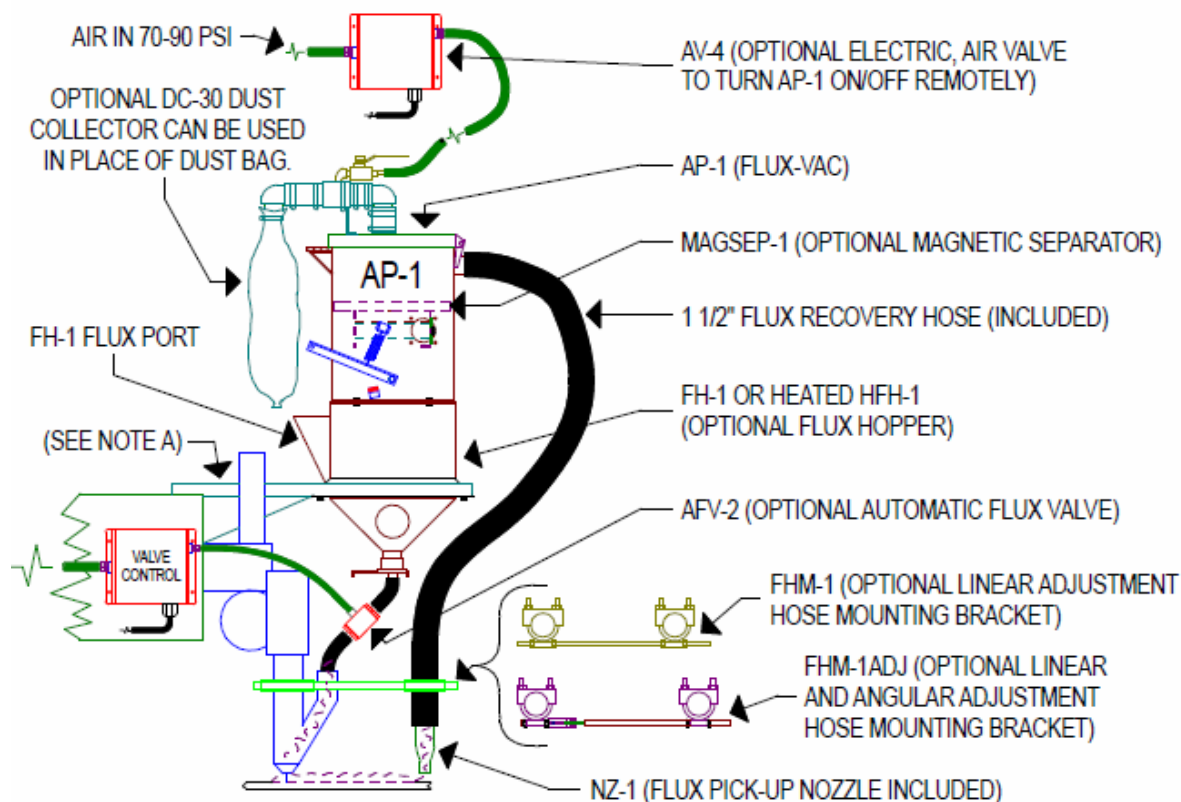 AIR IN 70-90 PSI
AV-4 (OPTIONAL ELECTRIC, AIR VALVE
TO TURN AP-1 ON/OFF REMOTELY)
OPTIONAL DC-30 DUST
COLLECTOR CAN BE USED
IN PLACE OF DUST BAG.
AP-1 (FLUX-VAC)
MAGSEP-1 (OPTIONAL MAGNETIC SEPARATOR)
AP-1
1 1/2" FLUX RECOVERY HOSE (INCLUDED)
FH-1 FLUX PORT
FH-1 OR HEATED HFH-1
(OPTIONAL FLUX HOPPER)
(SEE NOTE A)
AFV-2 (OPTIONAL AUTOMATIC FLUX VALVE)
VALVE
CONTROL
FHM-1 (OPTIONAL LINEAR ADJUSTMENT
HOSE MOUNTING BRACKET)
FHM-1ADJ (OPTIONAL LINEAR
AND ANGULAR ADJUSTMENT
HOSE MOUNTING BRACKET)
NZ-1 (FLUX PICK-UP NOZZLE INCLUDED)